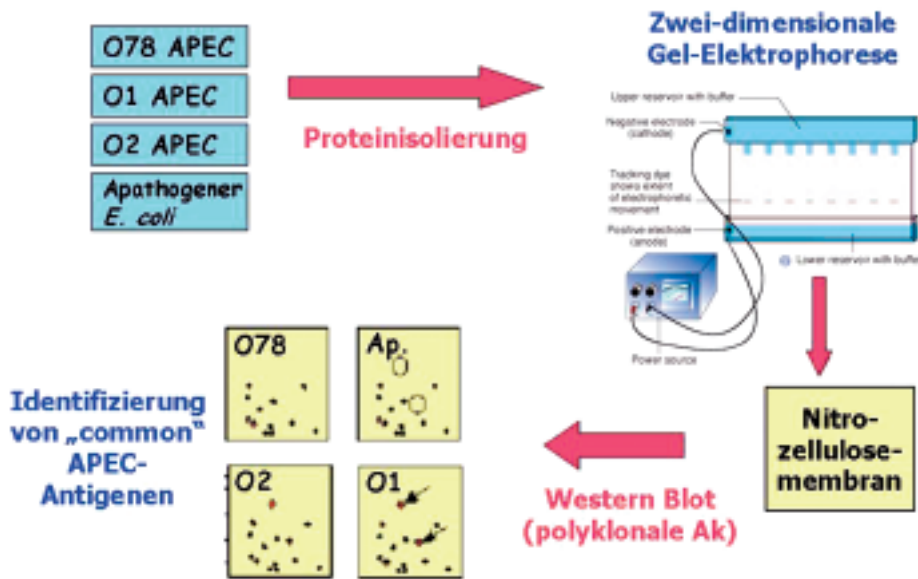 O78 APEC
O1 APEC
O2 APEC
Apathogener
E. coli
Proteinisolierung
Zwei-dimensionale
Gel-Elektrophorese
Upper reservoir with buffer
Negative electrode
(cathode)
Tracking dye
shows extent
of electrophoretic
movement
Positive electrode
(anode)
Lower reservoir with buffer
Power source
Nitro-
zellulose-
membran
Western Blot
(polyklonale Ak)
O78
Ap.
O2
O1
Identifizierung
von „common“
APEC-
Antigenen